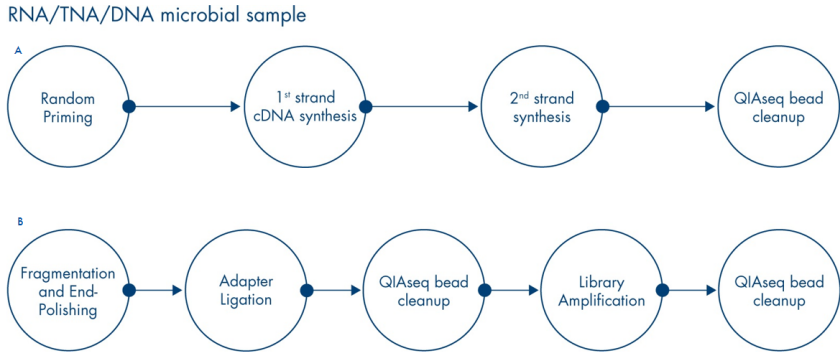 RNA/TNA/DNA microbial sample
A
Random
Priming
1st strand
cDNA synthesis
2nd strand
synthesis
QIAseq bead
cleanup
B
Fragmentation
and End-
Polishing
Adapter
Ligation
QIAseq bead
cleanup
Library
Amplification
QIAseq bead
cleanup